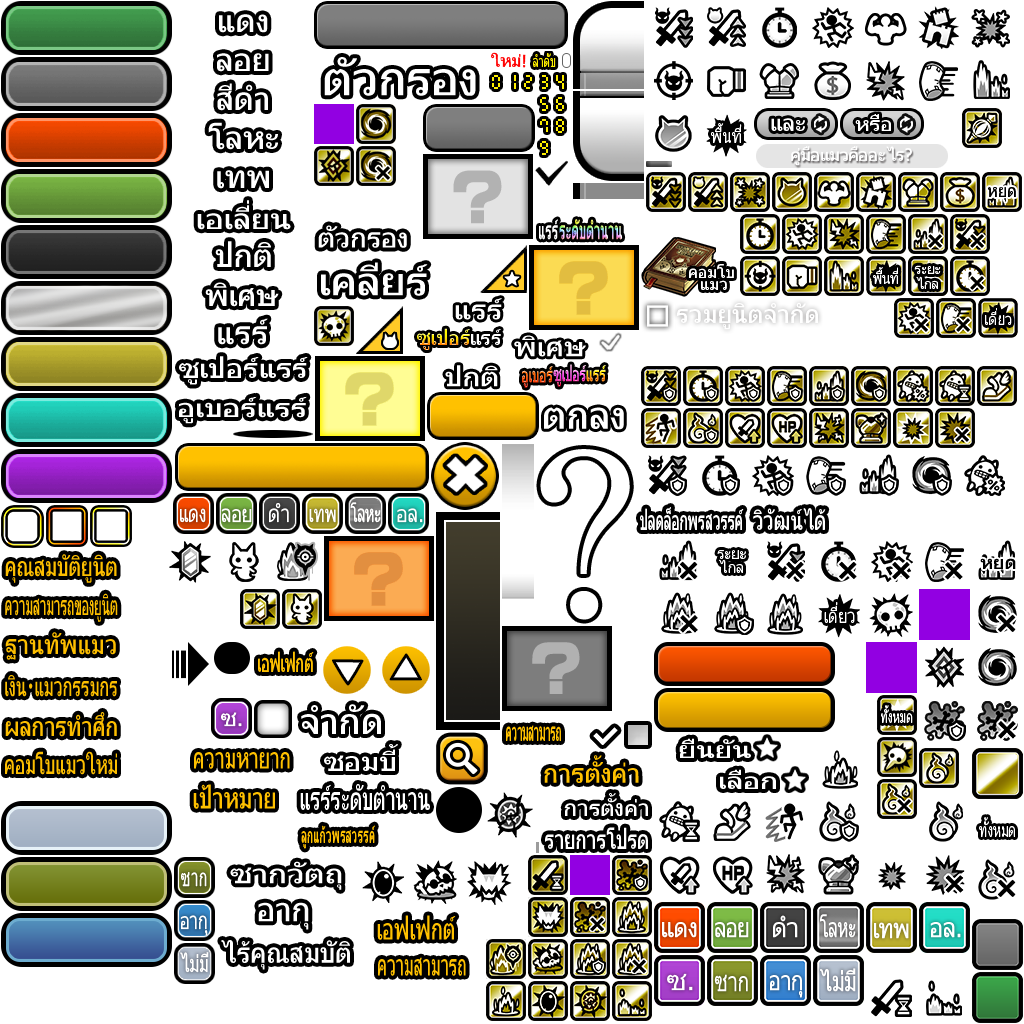 แดง
ลอย
สีดำ
โลหะ
เทพ
เอเลี่ยน
ปกติ
พิเศษ
แรร์
ซูเปอร์แรร์
อูเบอร์แรร์
ตัวกรอง
ใหม่!
ลำดับ
0 1 2 3 4
5 6
7 8
9
?
แรร์ระดับตำนาน
ตัวกรอง
เคลียร์
แรร์
ซูเปอร์แรร์
?
พิเศษ
อูเบอร์ซูเปอร์แรร์
ปกติ
?
ตกลง
และ
หรือ
พื้นที่
คู่มือแมวคืออะไร?
หยุด
คอมโบ
แมว
พื้นที่
ระยะ
ไกล
เดี่ยว
รวมยูนิตจำกัด
HP
ปลดล็อกพรสวรรค์
วิวัฒน์ได้
ระยะ
ไกล
หยุด
เดี่ยว
แดง
ลอย
ดำ
เทพ
โลหะ
อล.
?
?
?
คุณสมบัติยูนิต
ความสามารถของยูนิต
ฐานทัพแมว
เงิน·แมวกรรมกร
ผลการทำศึก
คอมโบแมวใหม่
เอฟเฟกต์
ซ.
จำกัด
ความหายาก
ซอมบี้
เป้าหมาย
แรร์ระดับตำนาน
ลูกแก้วพรสวรรค์
ความสามารถ
การตั้งค่า
การตั้งค่า
รายการโปรด
ยืนยัน
เลือก
ทั้งหมด
ทั้งหมด
HP
ซาก
อากุ
ไม่มี
ซากวัตถุ
อากุ
ไร้คุณสมบัติ
เอฟเฟกต์
ความสามารถ
แดง
ลอย
ดำ
โลหะ
เทพ
อล.
ซ.
ซาก
อากุ
ไม่มี